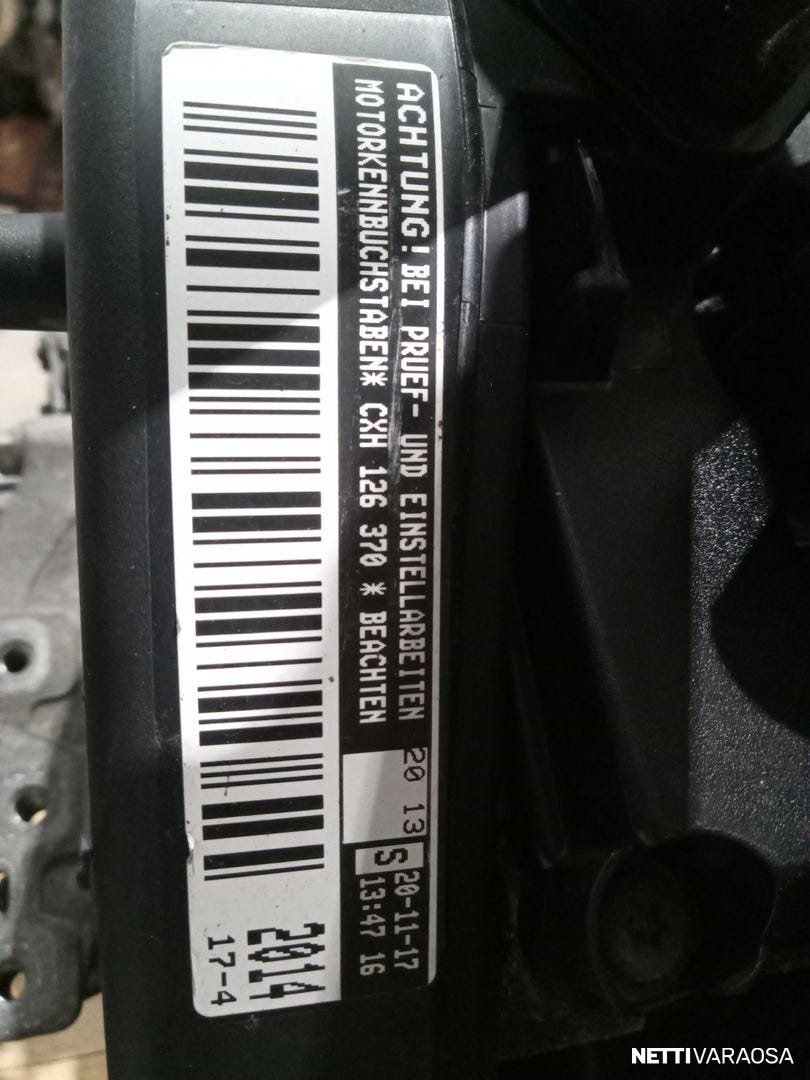 ACHTUNG! BEI PRUEF- UND EINSTELLARBEITEN
MOTORKENNBUCHSTABEN* CXH 126 370 * BEACHTEN
20 13
S
20-11-17
13:47 16
2014
17-4
NETTIVARAOSA